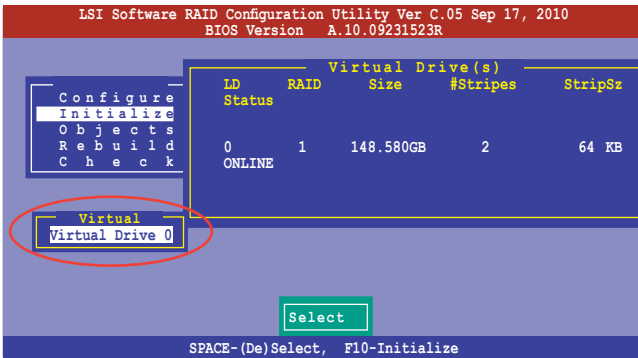 LSI Software RAID Configuration Utility Ver C.05 Sep 17, 2010
BIOS Version A.10.09231523R
Virtual Drive(s)
LD RAID Size #Stripes StripSz
Status
0 1 148.580GB 2 64 KB
ONLINE
Configure
Initialize
Objects
Rebuild
Check
Virtual
Virtual Drive 0
Select
SPACE-(De)Select, F10-Initialize